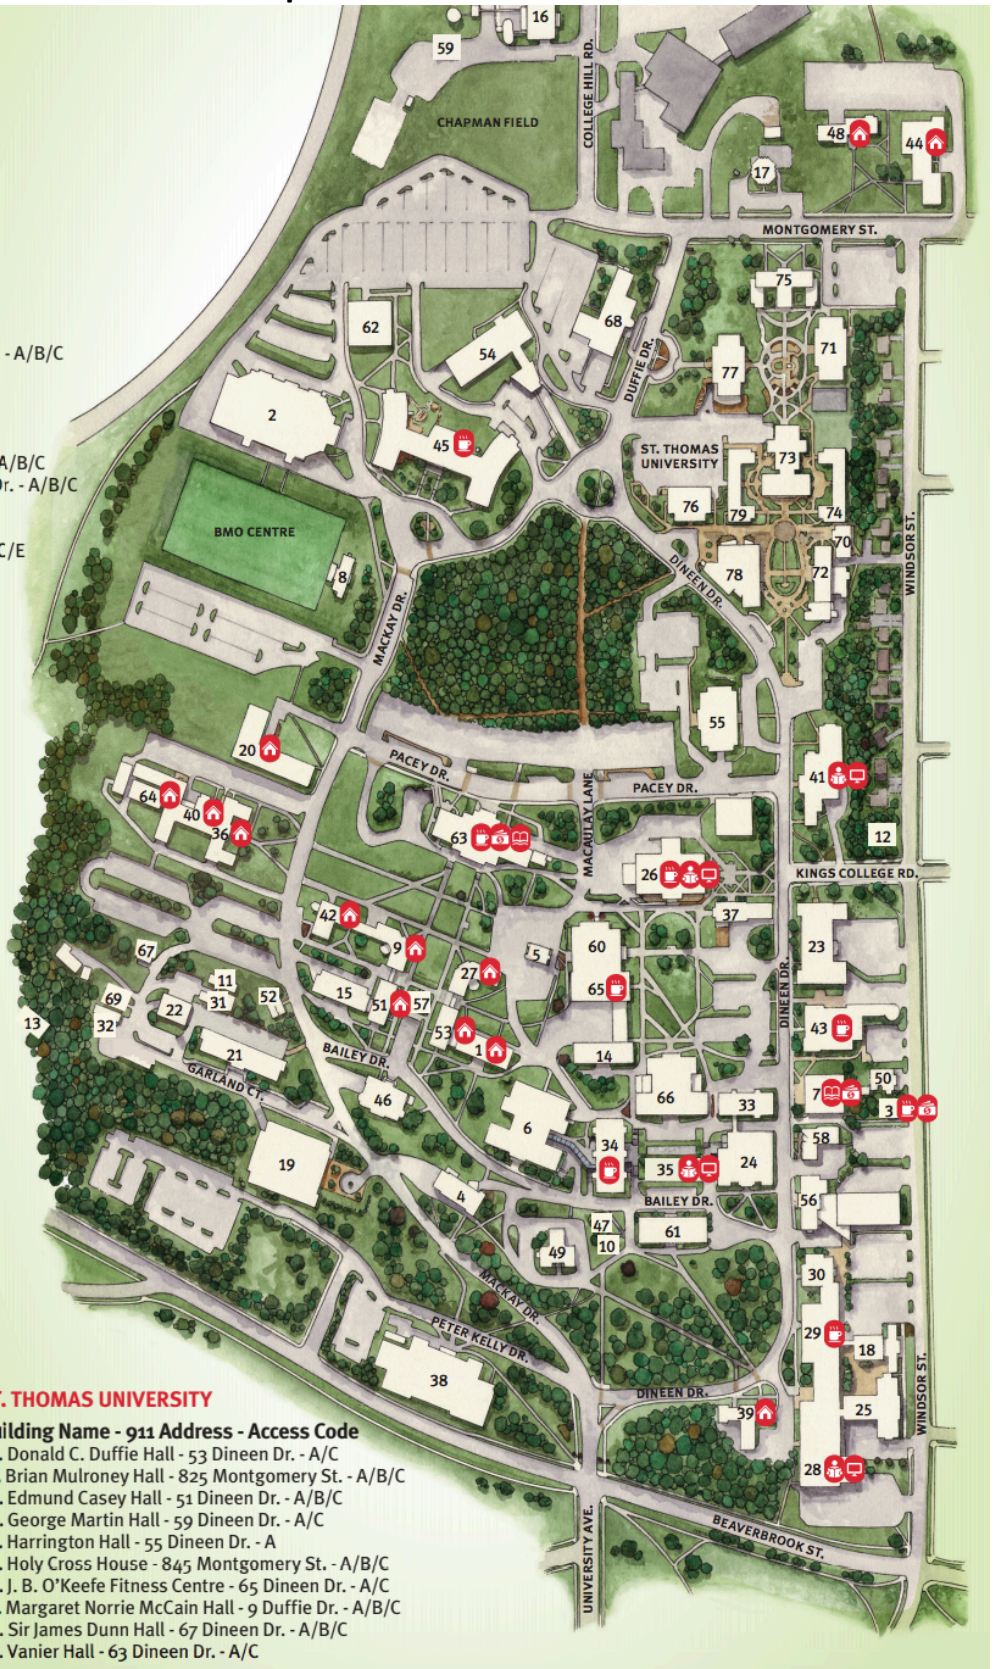 16
59
COLLEGE HILL RD.
CHAPMAN FIELD
48
44
17
MONTGOMERY ST.
75
62
68
71
54
DUFFIE DR.
77
- A/B/C
2
45
ST. THOMAS
UNIVERSITY
73
A/B/C
Dr. - A/B/C
76
79
74
BMO CENTRE
70
WINDSOR ST.
C/E
8
78
DINEEN DR.
72
MACKAY DR.
55
20
PACEY DR.
PACEY DR.
41
64
40
36
63
MACAULAY LANE
12
26
KINGS COLLEGE RD.
42
37
9
67
5
60
23
27
11
15
65
DINEEN DR.
69
31
52
51
57
22
13
32
53
43
1
21
BAILEY DR.
14
GARLAND CT.
50
46
66
7
33
3
6
34
58
19
35
24
4
BAILEY DR.
56
47
61
49
10
30
MACKAY DR.
29
PETER KELLY DR.
18
38
DINEEN DR.
WINDSOR ST.
39
25
28
BEAVERBROOK ST.
UNIVERSITY AVE.
T. THOMAS UNIVERSITY
uilding Name - 911 Address - Access Code
. Donald C. Duffie Hall - 53 Dineen Dr. - A/C
. Brian Mulroney Hall - 825 Montgomery St. - A/B/C
. Edmund Casey Hall - 51 Dineen Dr. - A/B/C
. George Martin Hall - 59 Dineen Dr. - A/C
. Harrington Hall - 55 Dineen Dr. - A
. Holy Cross House - 845 Montgomery St. - A/B/C
. J. B. O'Keefe Fitness Centre - 65 Dineen Dr. - A/C
. Margaret Norrie McCain Hall - 9 Duffie Dr. - A/B/C
. Sir James Dunn Hall - 67 Dineen Dr. - A/B/C
. Vanier Hall - 63 Dineen Dr. - A/C